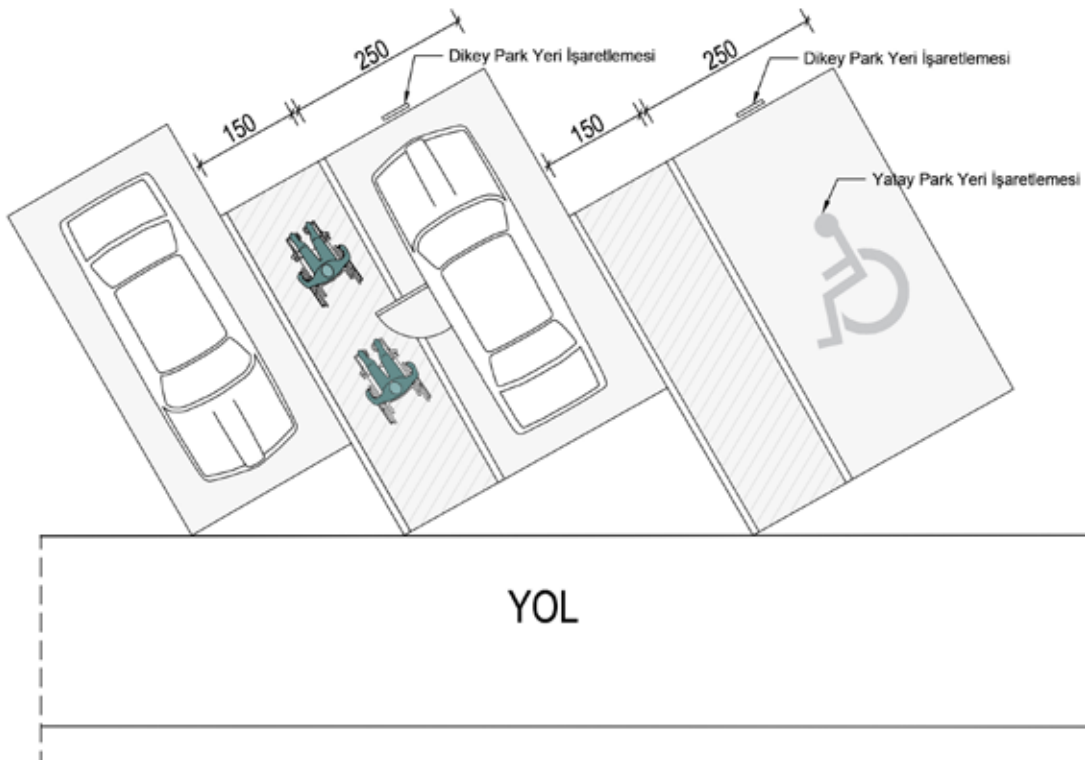 250
Dikey Park Yeri İşaretlemesi
150
250
Dikey Park Yeri İşaretlemesi
150
Yatay Park Yeri İşaretlemesi
YOL